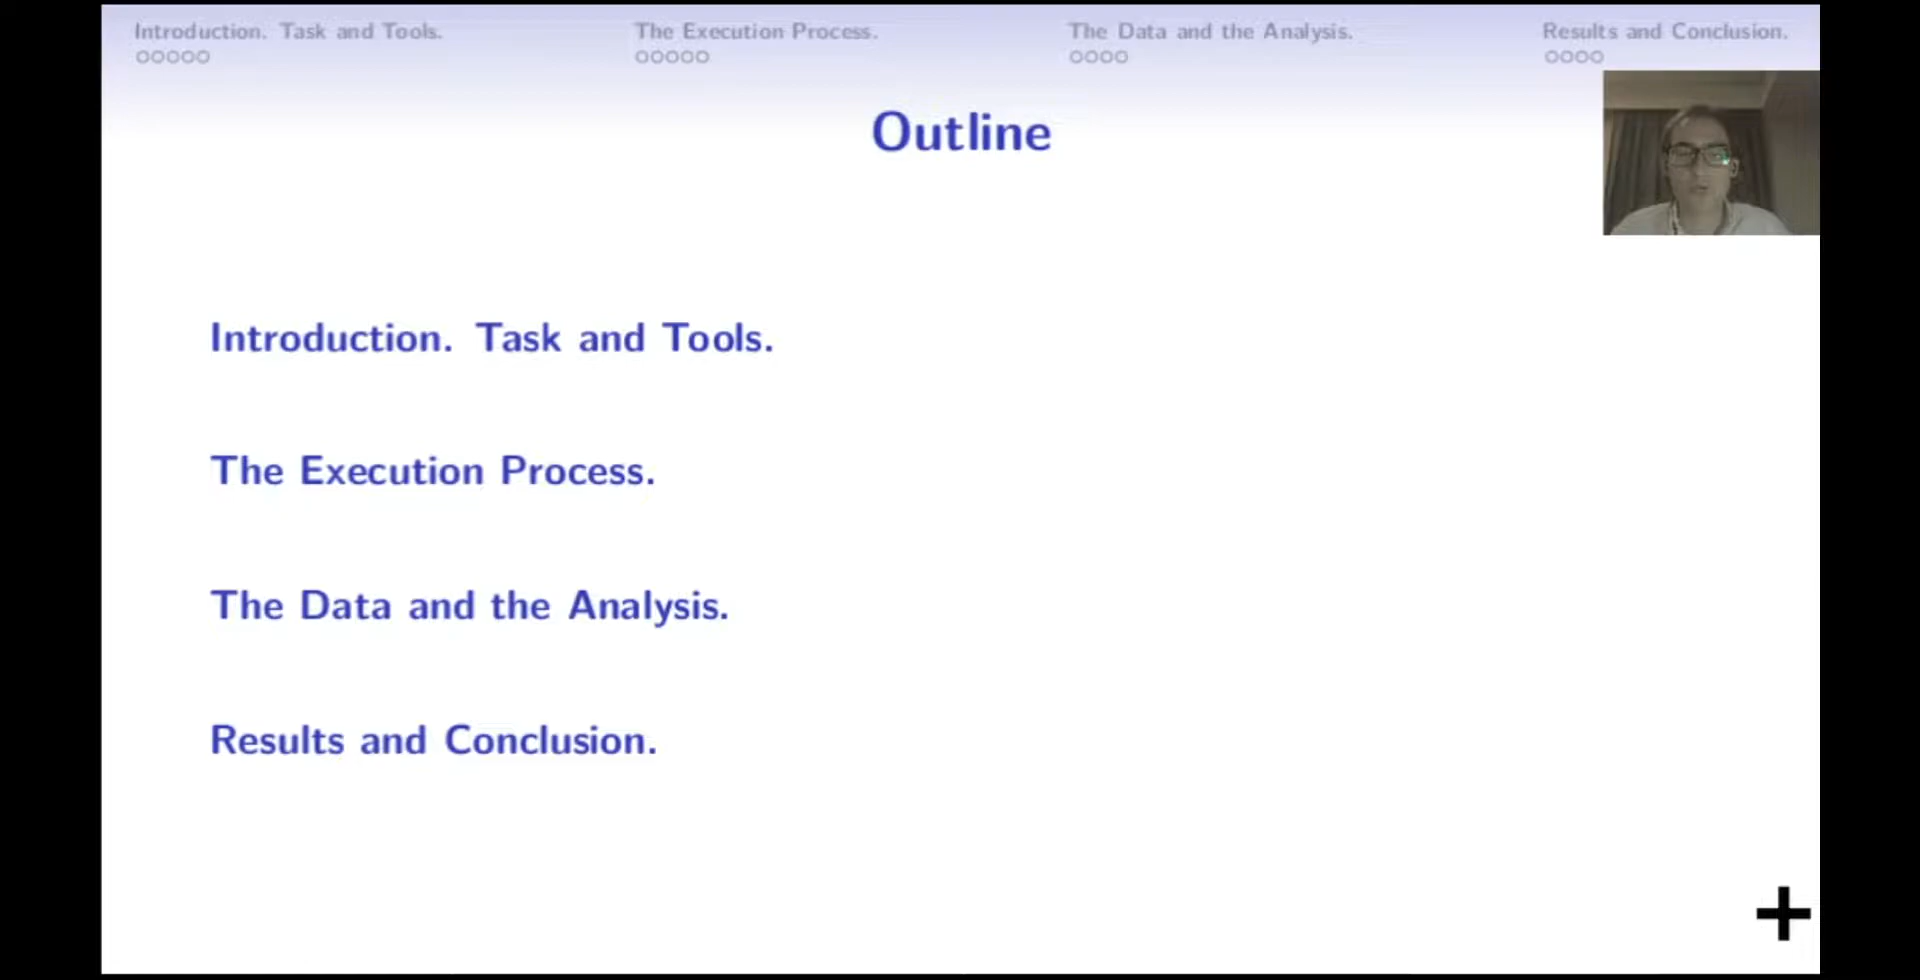 Introduction. Task and Tools. The Execution Process. The Data and the Analysis. Results and Conclusion.
Outline
Introduction. Task and Tools.
The Execution Process.
The Data and the Analysis.
Results and Conclusion.